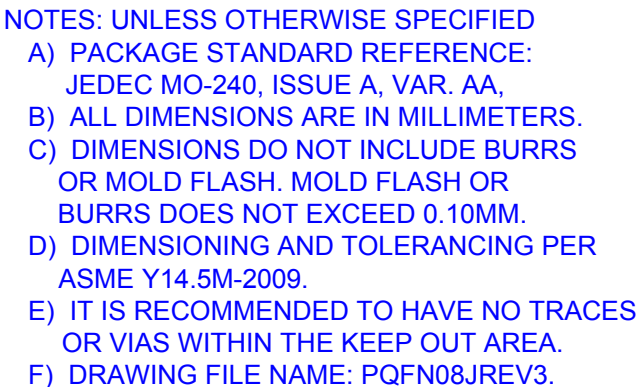 NOTES: UNLESS OTHERWISE SPECIFIED
A) PACKAGE STANDARD REFERENCE:
JEDEC MO-240, ISSUE A, VAR. AA,
B) ALL DIMENSIONS ARE IN MILLIMETERS.
C) DIMENSIONS DO NOT INCLUDE BURRS
OR MOLD FLASH. MOLD FLASH OR
BURRS DOES NOT EXCEED 0.10MM.
D) DIMENSIONING AND TOLERANCING PER
ASME Y14.5M-2009.
E) IT IS RECOMMENDED TO HAVE NO TRACES
OR VIAS WITHIN THE KEEP OUT AREA.
F) DRAWING FILE NAME: PQFN08JREV3.